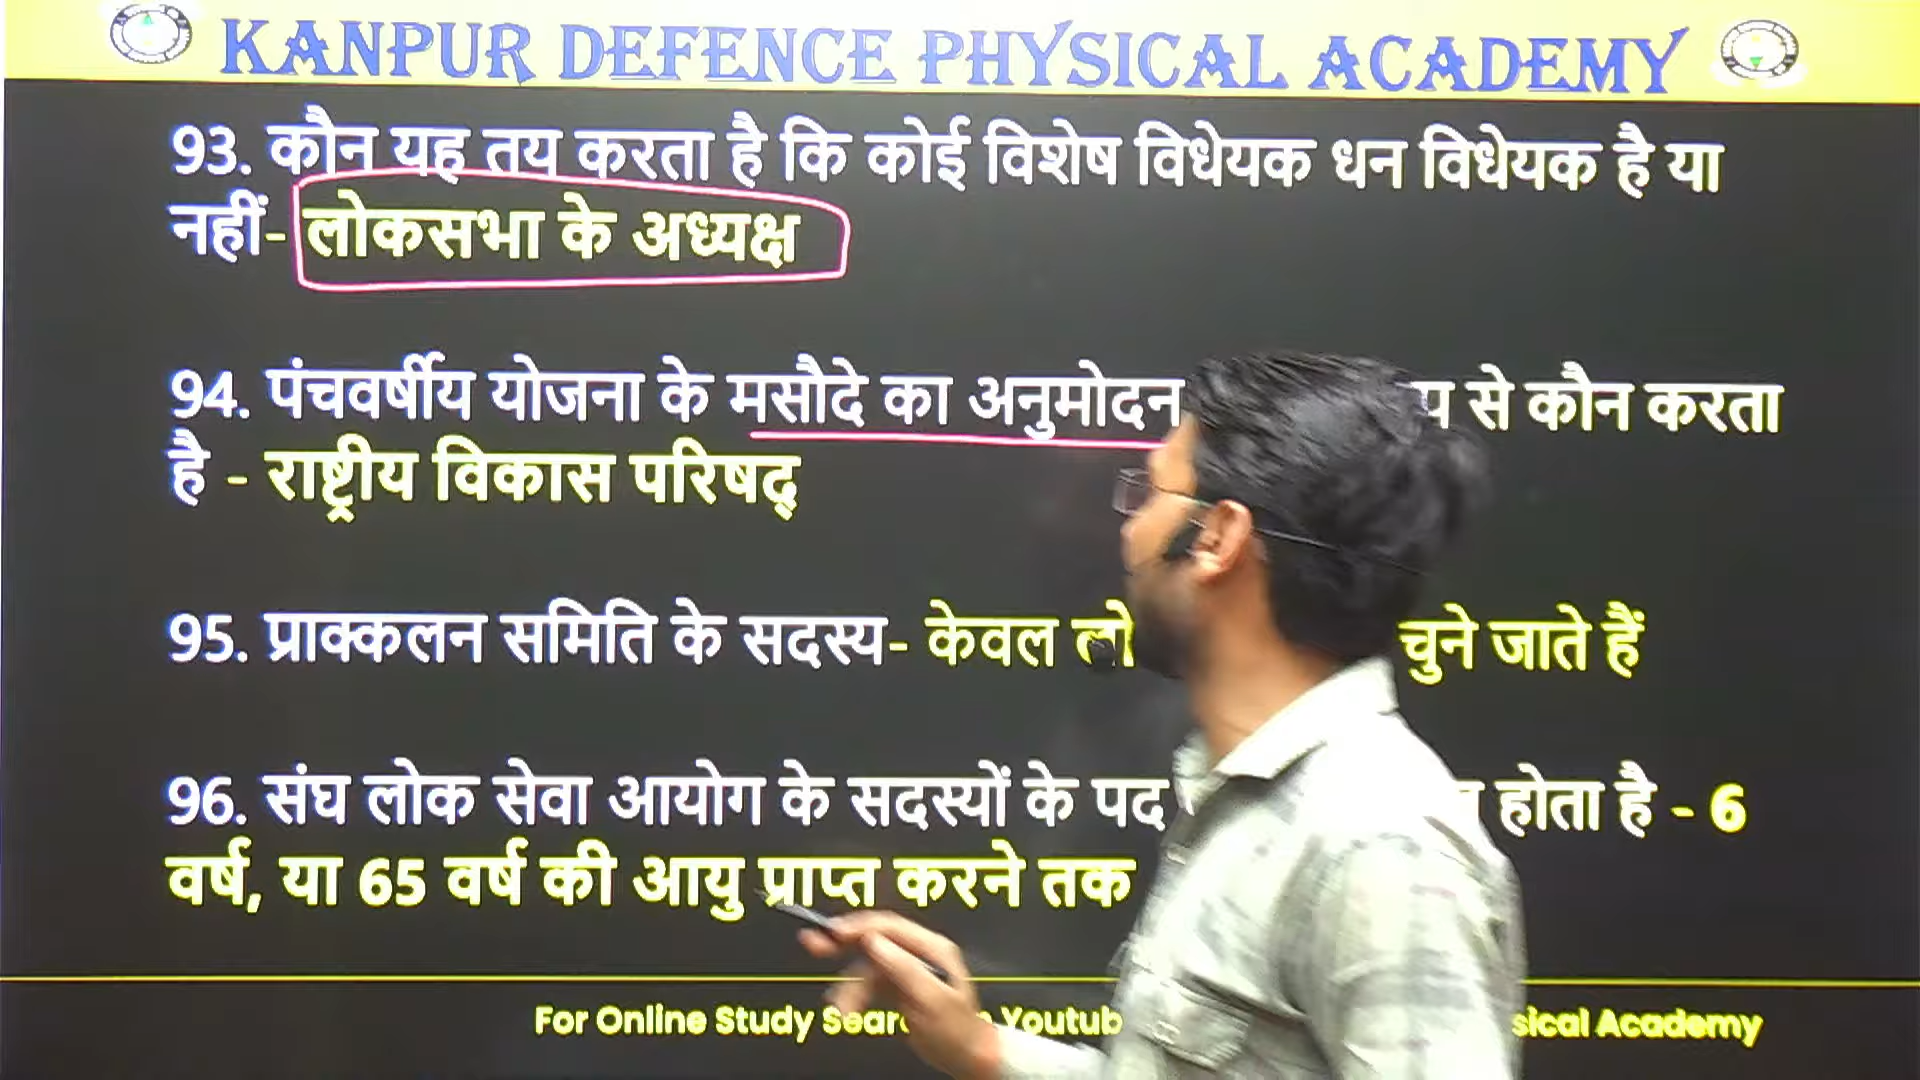 KANPUR DEFENCE PHYSICAL ACADEMY
93. कौन यह तय करता है कि कोई विशेष विधेयक धन विधेयक है या
नहीं- लोकसभा के अध्यक्ष
94. पंचवर्षीय योजना के मसौदे का अनुमोदन से कौन करता
है - राष्ट्रीय विकास परिषद्
95. प्राक्कलन समिति के सदस्य- केवल चुने जाते हैं
96. संघ लोक सेवा आयोग के सदस्यों के पद होता है - 6
वर्ष, या 65 वर्ष की आयु प्राप्त करने तक
For Online Study Academy